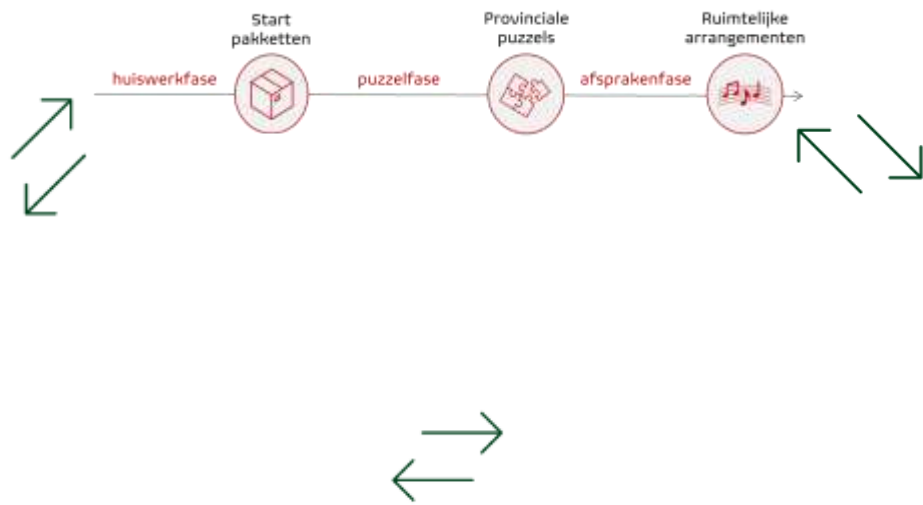 Start
pakketten
Provinciale
puzzels
Ruimtelijke
arrangementen
huiswerkfase
puzzelfase
afsprakenfase